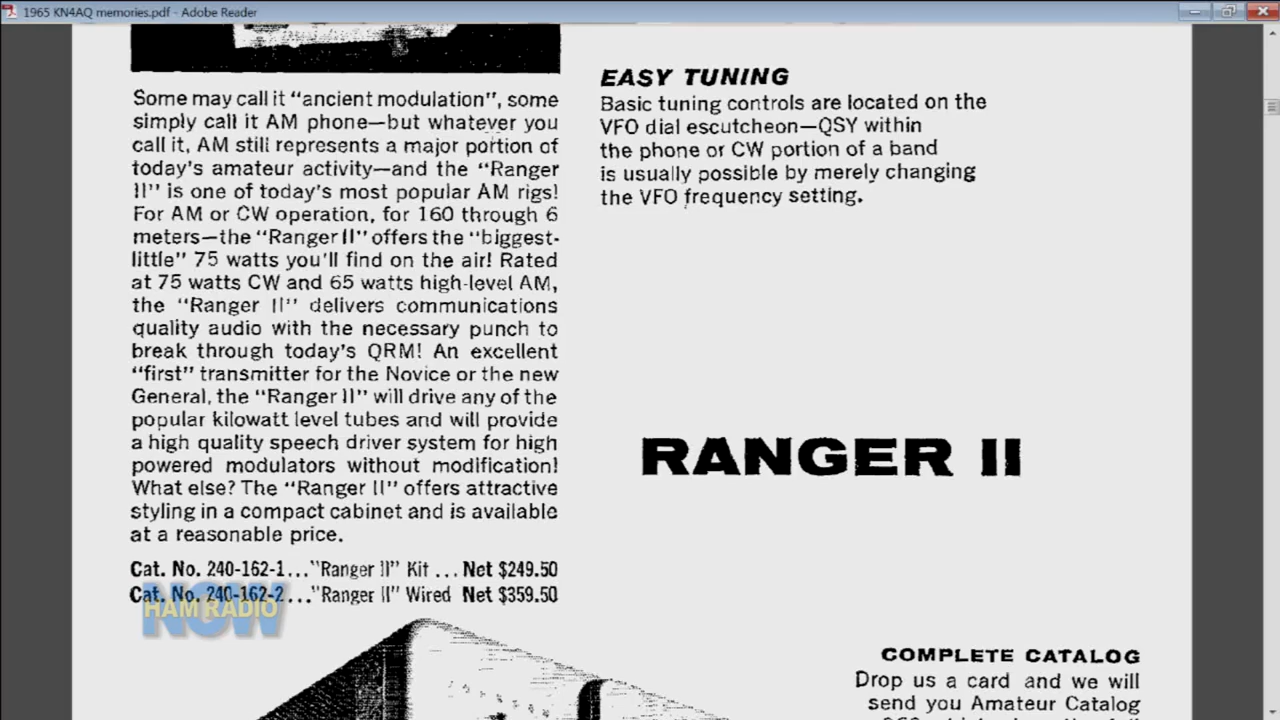 1965 KN4AQ memories.pdf - Adobe Reader
Some may call it "ancient modulation", some
simply call it AM phone—but whatever you
call it, AM still represents a major portion of
today's amateur activity—and the "Ranger
II" is one of today's most popular AM rigs!
For AM or CW operation, for 160 through 6
meters—the "Ranger II" offers the "biggest-
little" 75 watts you'll find on the air! Rated
at 75 watts CW and 65 watts high-level AM,
the "Ranger II" delivers communications
quality audio with the necessary punch to
break through today's QRM! An excellent
"first" transmitter for the Novice or the new
General, the "Ranger II" will drive any of the
popular kilowatt level tubes and will provide
a high quality speech driver system for high
powered modulators without modification!
What else? The "Ranger II" offers attractive
styling in a compact cabinet and is available
at a reasonable price.
Cat. No. 240-162-1..."Ranger II" Kit ... Net $249.50
Cat. No. 240-162-2..."Ranger II" Wired Net $359.50
HAM RADIO
NOW
EASY TUNING
Basic tuning controls are located on the
VFO dial escutcheon—QSY within
the phone or CW portion of a band
is usually possible by merely changing
the VFO frequency setting.
RANGER II
COMPLETE CATALOG
Drop us a card and we will
send you Amateur Catalog